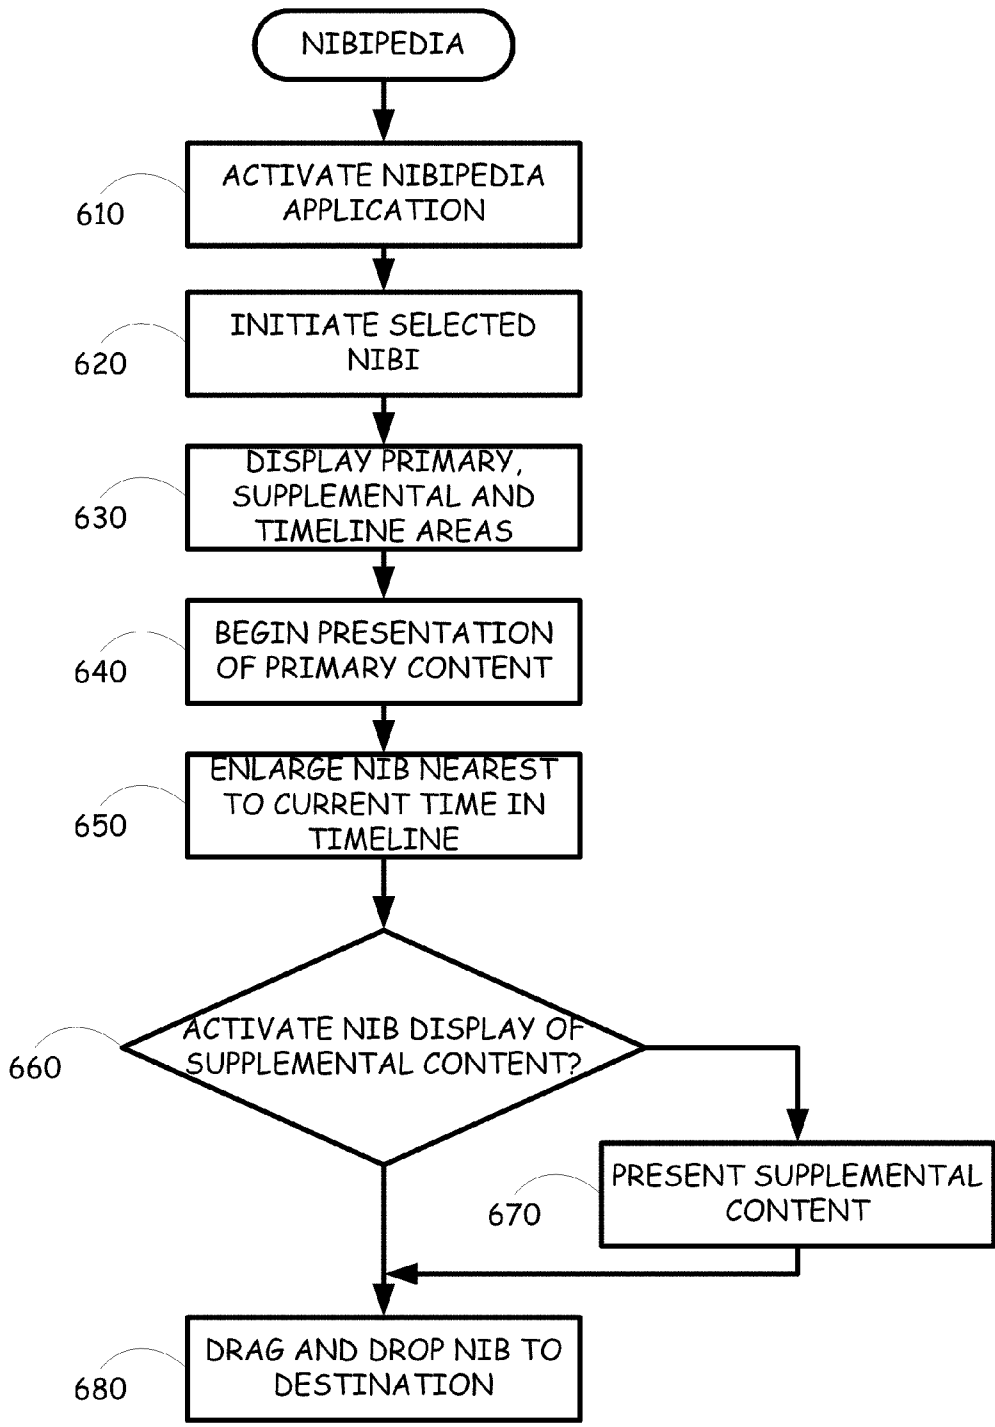 NIBIPEDIA
ACTIVATE NIBIPEDIA
APPLICATION
610
INITIATE SELECTED
NIBI
620
DISPLAY PRIMARY,
SUPPLEMENTAL AND
TIMELINE AREAS
630
BEGIN PRESENTATION
OF PRIMARY CONTENT
640
ENLARGE NIB NEAREST
TO CURRENT TIME IN
TIMELINE
650
ACTIVATE NIB DISPLAY OF
SUPPLEMENTAL CONTENT?
660
PRESENT SUPPLEMENTAL
CONTENT
670
DRAG AND DROP NIB TO
DESTINATION
680